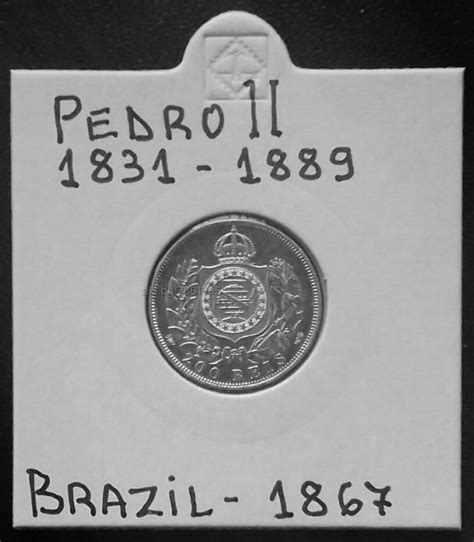 PEDRO II
1831 - 1889
200 REIS
BRAZIL - 1867